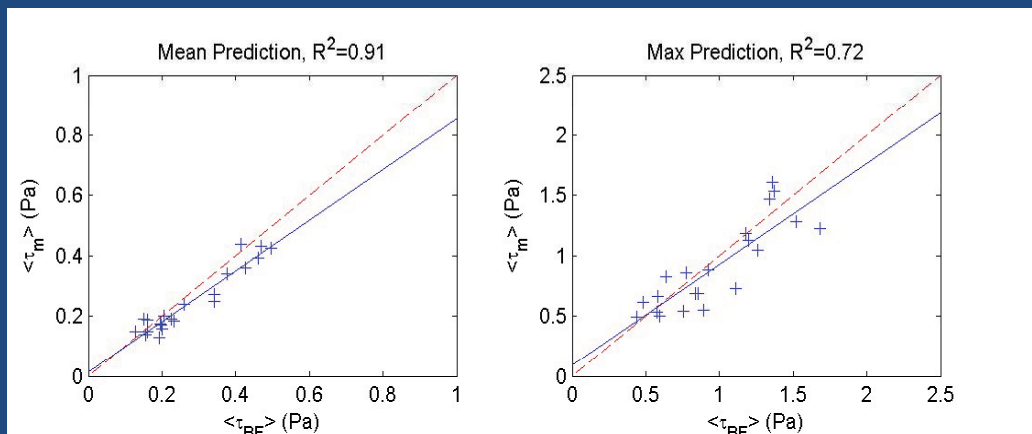 Mean Prediction, R²=0.91
1
0.8
0.6
0.4
0.2
0
0 0.2 0.4 0.6 0.8 1
<τm> (Pa)
<τBF> (Pa)
Max Prediction, R²=0.72
2.5
2
1.5
1
0.5
0
0 0.5 1 1.5 2 2.5
<τm> (Pa)
<τBF> (Pa)